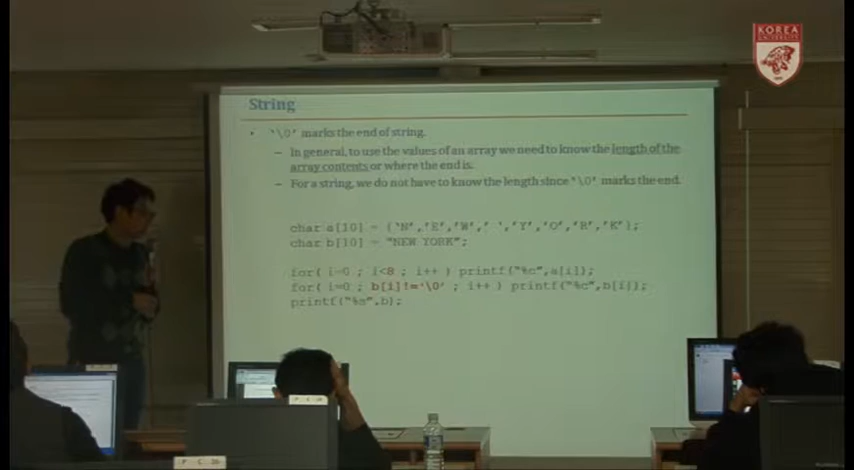 KOREA
UNIVERSITY
String
• '\0' marks the end of string.
– In general, to use the values of an array we need to know the length of the
array contents or where the end is.
– For a string, we do not have to know the length since '\0' marks the end.
char a[10] = {'N','E','W',' ','Y','O','R','K'};
char b[10] = "NEW YORK";
for( i=0 ; i<8 ; i++ ) printf("%c",a[i]);
for( i=0 ; b[i]!='\0' ; i++ ) printf("%c",b[i]);
printf("%s",b);